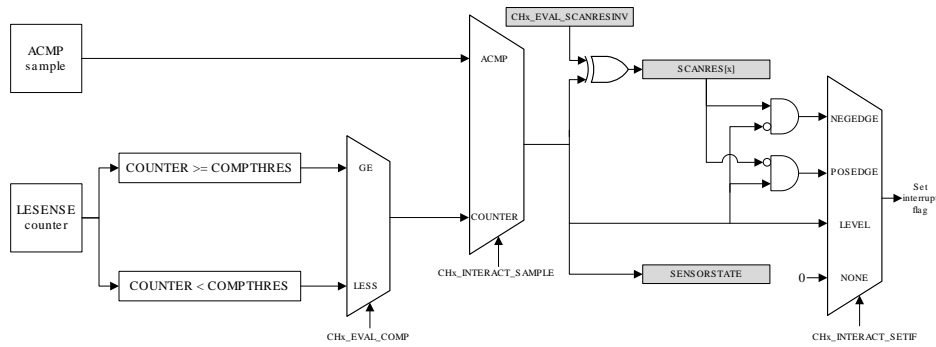 CHx_EVAL_SCANRESINV
ACMP
sample
ACMP
SCANRES[x]
NEGEDGE
COUNTER >= COMPTHRES
GE
POSEDGE
Set
interrupt
flag
LESENSE
counter
COUNTER
LEVEL
CHx_INTERACT_SAMPLE
SENSORSTATE
0
NONE
COUNTER < COMPTHRES
LESS
CHx_EVAL_COMP
CHx_INTERACT_SETIF